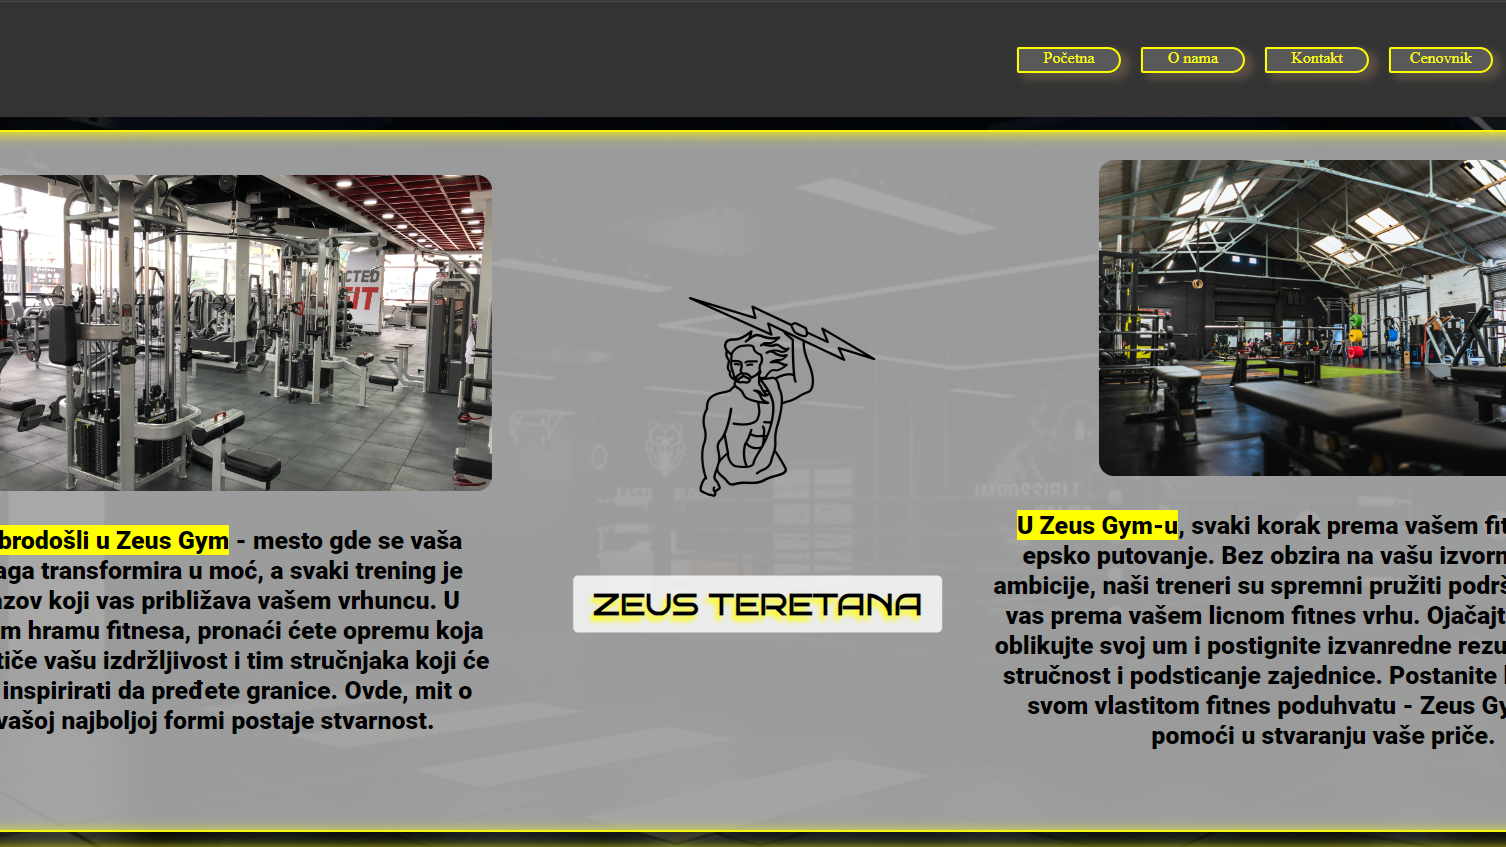 Početna
O nama
Kontakt
Cenovnik
CTED
FIT
brodošli u Zeus Gym - mesto gde se vaša
aga transformira u moć, a svaki trening je
zov koji vas približava vašem vrhuncu. U
m hramu fitnesa, pronaći ćete opremu koja
tiče vašu izdržljivost i tim stručnjaka koji će
inspirirati da pređete granice. Ovde, mit o
vašoj najboljoj formi postaje stvarnost.
ZEUS TERETANA
U Zeus Gym-u, svaki korak prema vašem fit
epsko putovanje. Bez obzira na vašu izvorn
ambicije, naši treneri su spremni pružiti podrš
vas prema vašem licnom fitnes vrhu. Ojačajt
oblikujte svoj um i postignite izvanredne rezu
stručnost i podsticanje zajednice. Postanite
svom vlastitom fitnes poduhvatu - Zeus Gy
pomoći u stvaranju vaše priče.